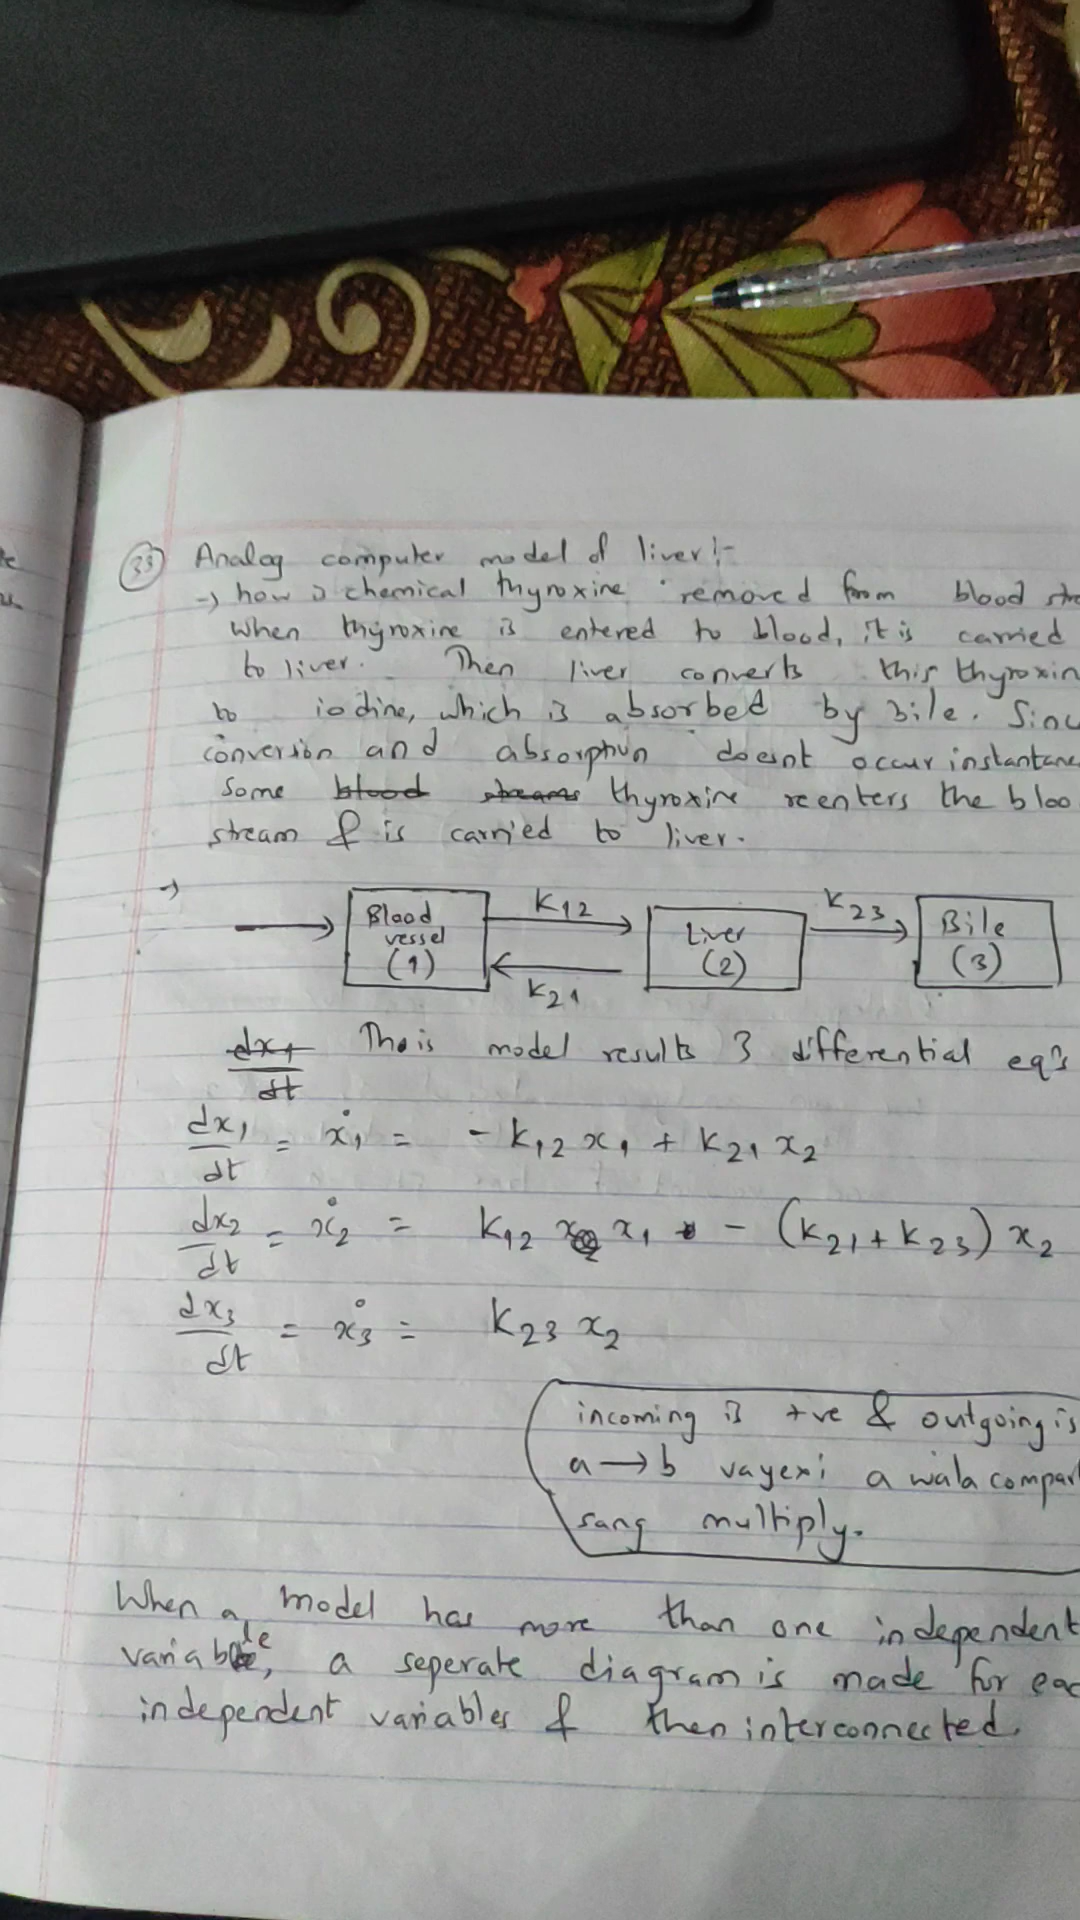 33 Analog computer model of liver:-
→ how is chemical thyroxine removed from blood stre
When thyroxine is entered to blood, it is carried
to liver. Then liver converts this thyroxin
to iodine, which is absorbed by bile. Sinc
conversion and absorption doesnt occur instantane
some blood streams thyroxine reenters the bloo
stream & is carried to liver.
→ Blood vessel (1) K12 K21 Liver (2) K23 Bile (3)
dx1/dt This model results 3 differential eqns
dx1/dt = ẋ1 = - k12 x1 + k21 x2
dx2/dt = ẋ2 = k12 x1 - (k21 + k23) x2
dx3/dt = ẋ3 = k23 x2
incoming is +ve & outgoing is
a → b vayexi a wala compar
sang multiply.
When a model has more than one independent
variable, a seperate diagram is made for eac
independent variables & then interconnected.